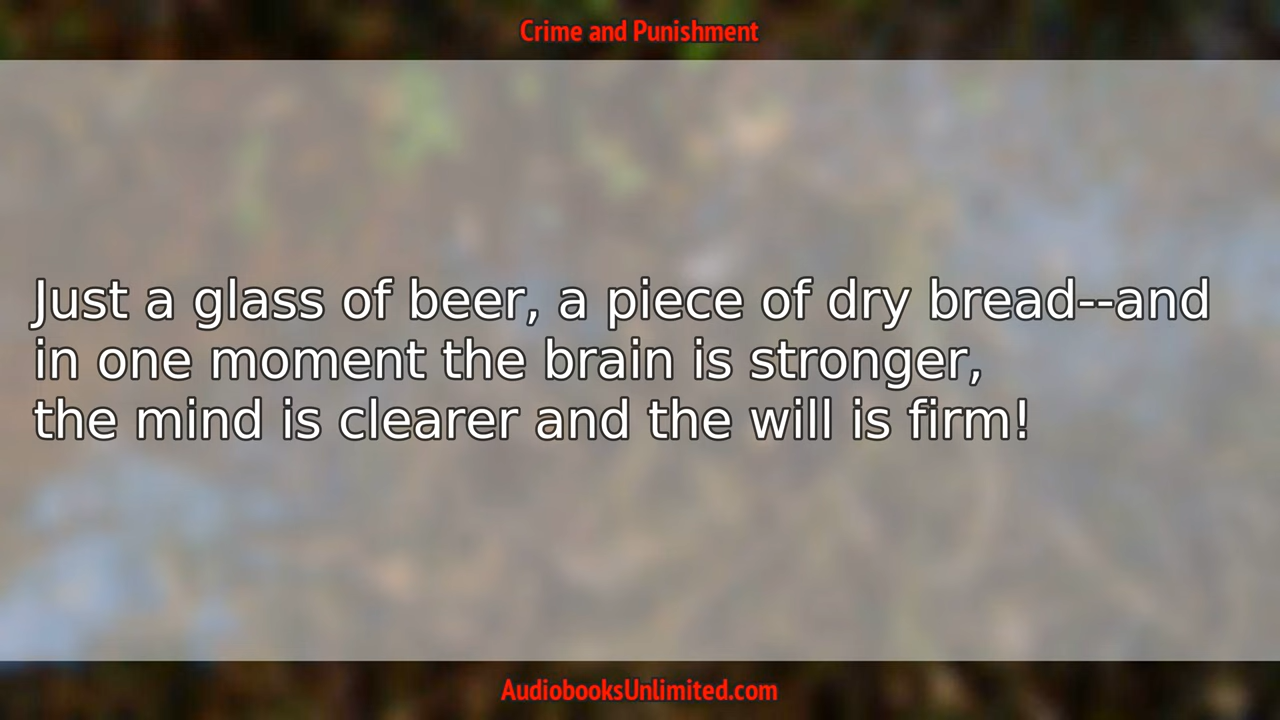 Crime and Punishment
Just a glass of beer, a piece of dry bread--and
in one moment the brain is stronger,
the mind is clearer and the will is firm!
AudiobooksUnlimited.com